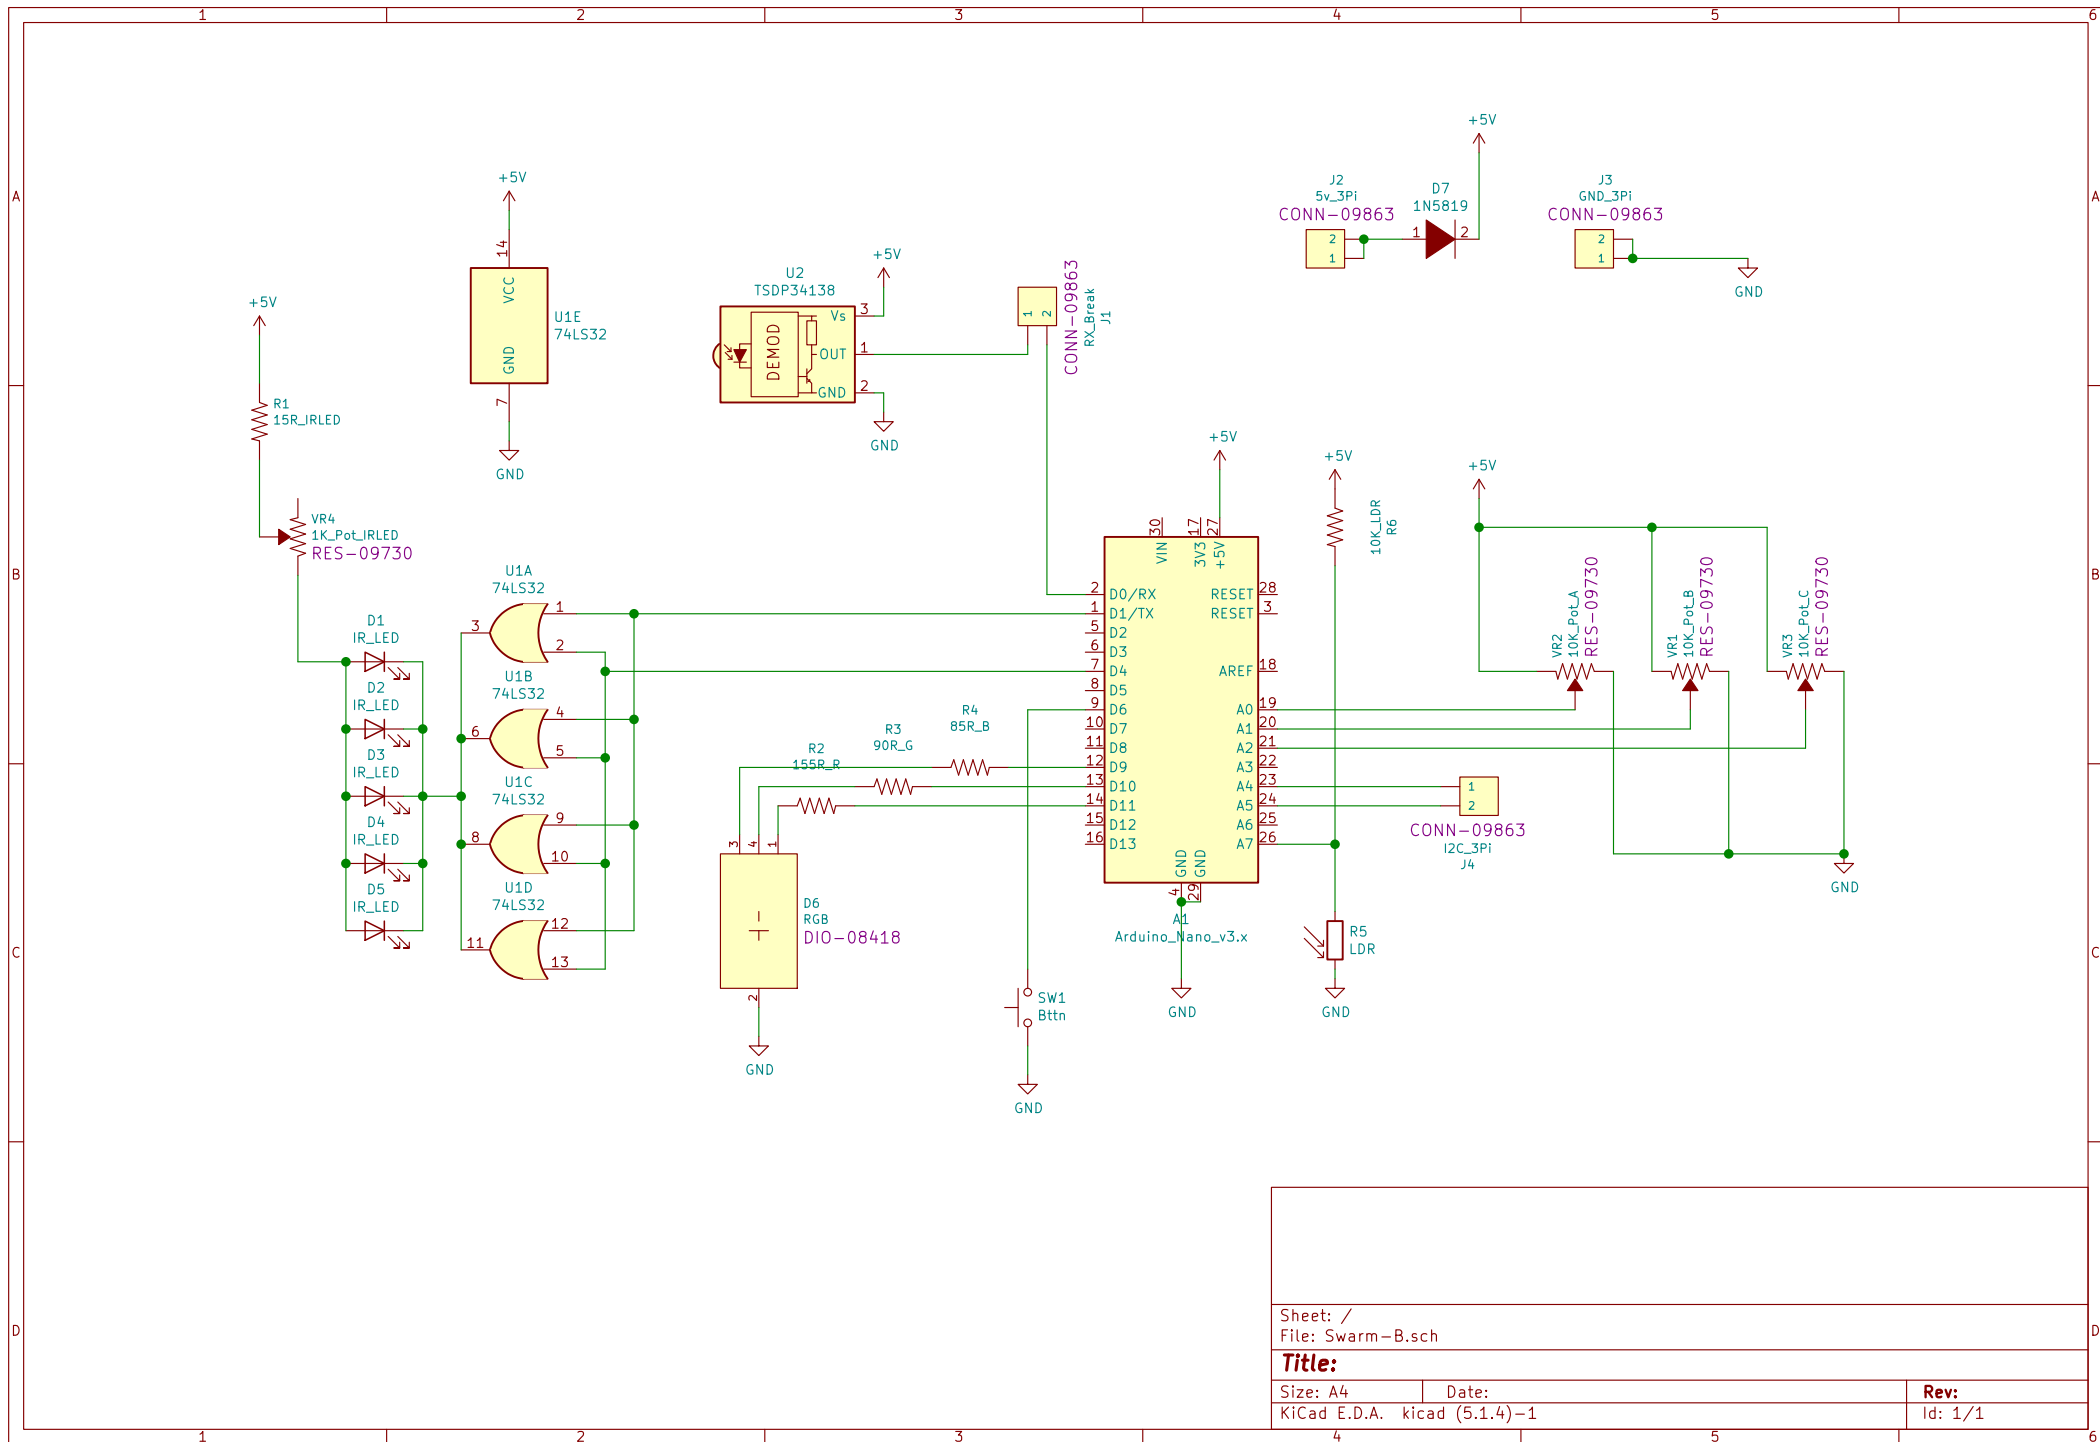 1 2 3 4 5 6
A
B
C
D
+5V
R1
15R_IRLED
VR4
1K_Pot_IRLED
RES-09730
+5V
14
VCC
U1E
74LS32
GND
7
GND
U2
TSDP34138
+5V
DEMOD
Vs 3
OUT 1
GND 2
GND
1 2
CONN-09863
RX_Break
J1
J2
5v_3Pi
CONN-09863
2
1
D7
1N5819
1 2
+5V
J3
GND_3Pi
CONN-09863
2
1
GND
D1
IR_LED
D2
IR_LED
D3
IR_LED
D4
IR_LED
D5
IR_LED
U1A
74LS32
3 1
2
U1B
74LS32
6 4
5
U1C
74LS32
8 9
10
U1D
74LS32
11 12
13
R2
155R_R
R3
90R_G
R4
85R_B
3 4 1
D6
RGB
DIO-08418
2
GND
SW1
Bttn
GND
+5V
30 17 27
VIN 3V3 +5V
2 D0/RX
1 D1/TX
5 D2
6 D3
7 D4
8 D5
9 D6
10 D7
11 D8
12 D9
13 D10
14 D11
15 D12
16 D13
RESET 28
RESET 3
AREF 18
A0 19
A1 20
A2 21
A3 22
A4 23
A5 24
A6 25
A7 26
GND GND
4 29
A1
Arduino_Nano_v3.x
GND
+5V
10K_LDR
R6
R5
LDR
GND
1
2
CONN-09863
I2C_3Pi
J4
+5V
VR2
10K_Pot_A
RES-09730
VR1
10K_Pot_B
RES-09730
VR3
10K_Pot_C
RES-09730
GND
Sheet: /
File: Swarm-B.sch
Title:
Size: A4 Date: Rev:
KiCad E.D.A. kicad (5.1.4)-1 Id: 1/1
A
B
C
D
1 2 3 4 5 6